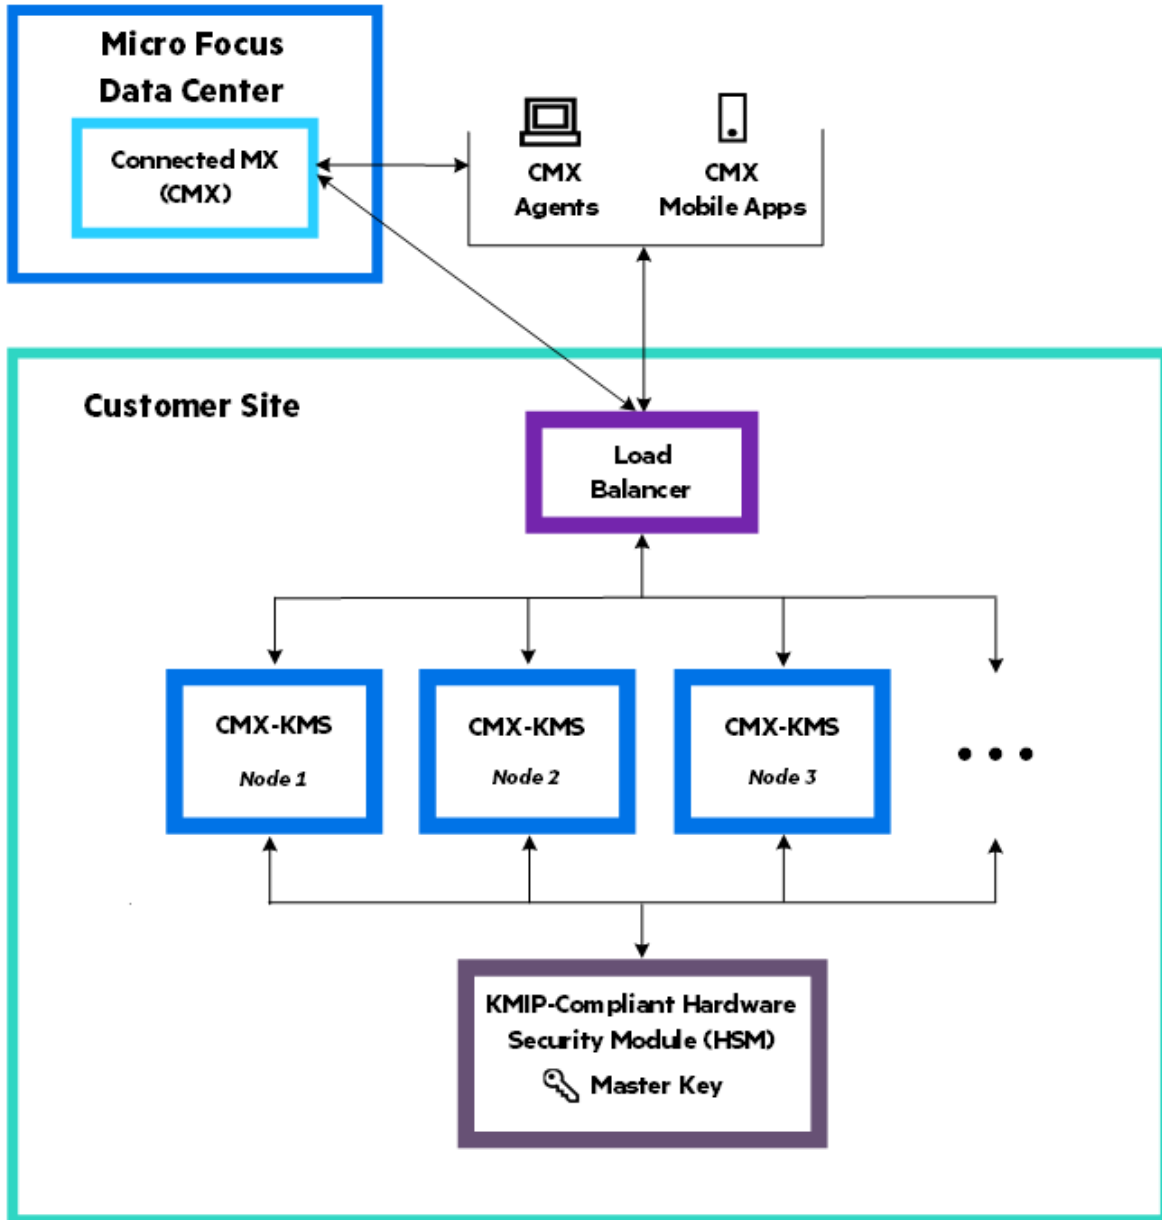 Micro Focus
Data Center
Connected MX
(CMX)
CMX
Agents
CMX
Mobile Apps
Customer Site
Load
Balancer
CMX-KMS
Node 1
CMX-KMS
Node 2
CMX-KMS
Node 3
KMIP-Compliant Hardware
Security Module (HSM)
Master Key